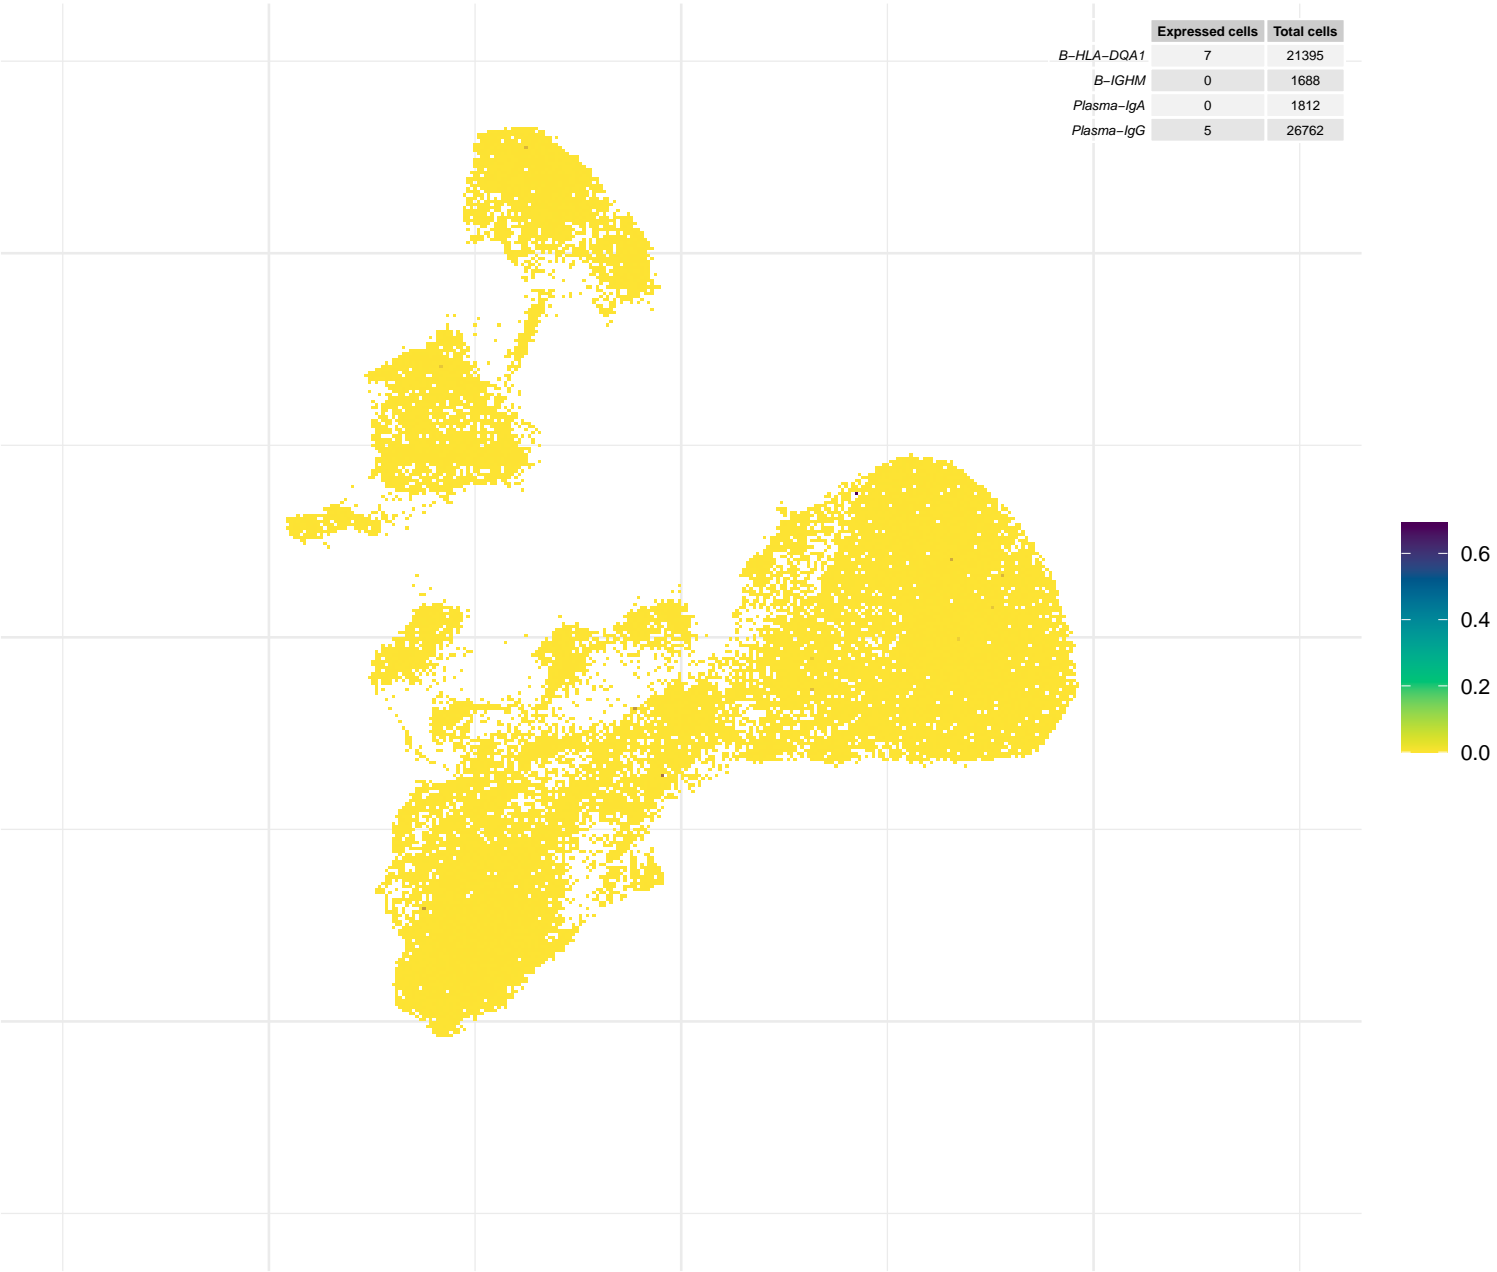 Expressed cells Total cells
B−HLA−DQA1 7 21395
B−IGHM 0 1688
Plasma−IgA 0 1812
Plasma−IgG 5 26762
0.6
0.4
0.2
0.0